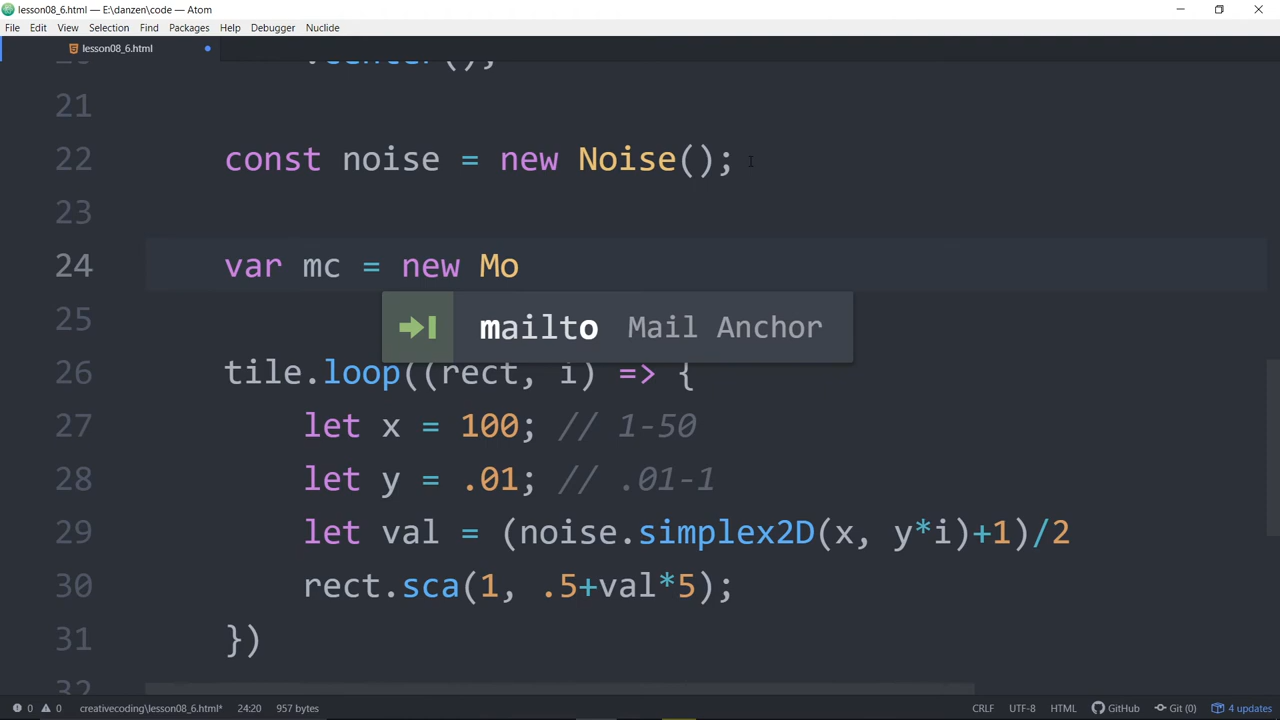 lesson08_6.html — E:\danzen\code — Atom
File Edit View Selection Find Packages Help Debugger Nuclide
lesson08_6.html
20 .center();
21
22 const noise = new Noise();
23
24 var mc = new Mo
mailto Mail Anchor
25
26 tile.loop((rect, i) => {
27 let x = 100; // 1-50
28 let y = .01; // .01-1
29 let val = (noise.simplex2D(x, y*i)+1)/2
30 rect.sca(1, .5+val*5);
31 })
32
0 0 creativecoding\lesson08_6.html* 24:20 957 bytes CRLF UTF-8 HTML GitHub Git (0) 4 updates